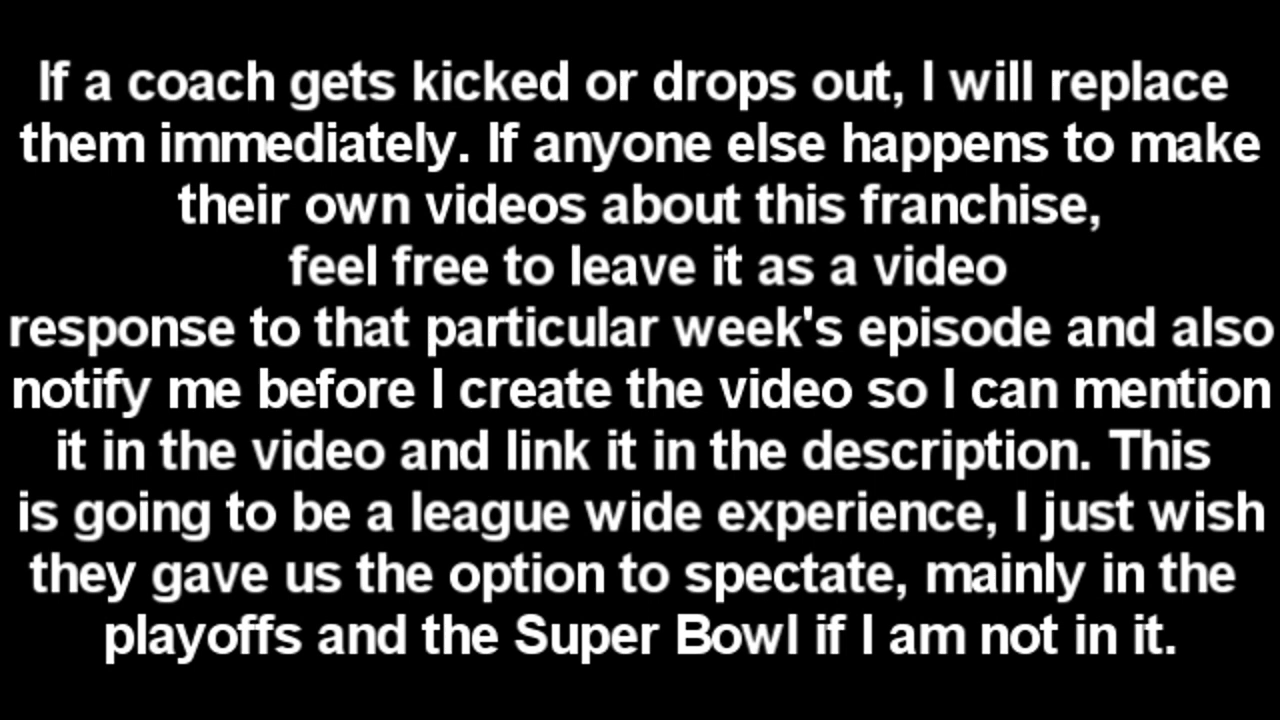 If a coach gets kicked or drops out, I will replace
them immediately. If anyone else happens to make
their own videos about this franchise,
feel free to leave it as a video
response to that particular week's episode and also
notify me before I create the video so I can mention
it in the video and link it in the description. This
is going to be a league wide experience, I just wish
they gave us the option to spectate, mainly in the
playoffs and the Super Bowl if I am not in it.